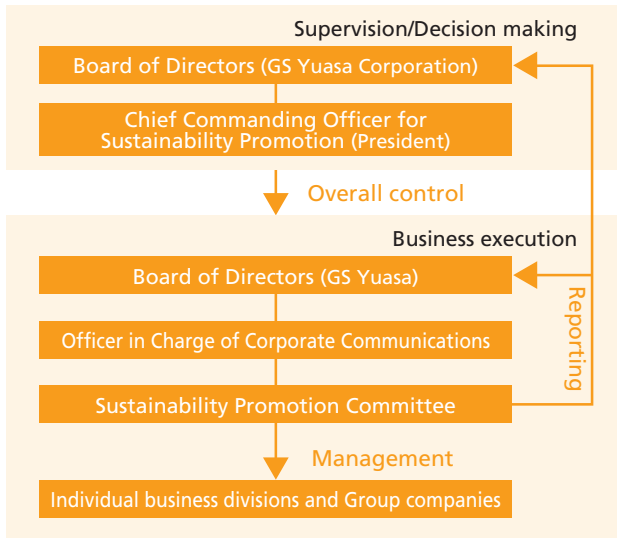 Supervision/Decision making
Board of Directors (GS Yuasa Corporation)
Chief Commanding Officer for
Sustainability Promotion (President)
Overall control
Business execution
Board of Directors (GS Yuasa)
Officer in Charge of Corporate Communications
Reporting
Sustainability Promotion Committee
Management
Individual business divisions and Group companies